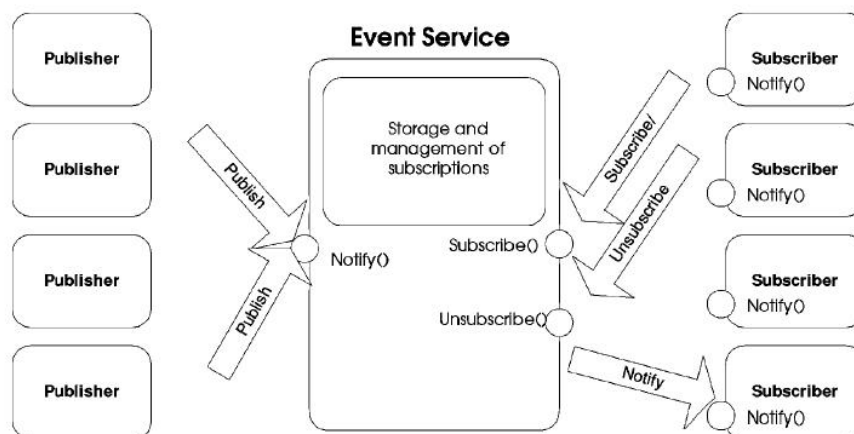 Event Service
Publisher
Publisher
Publisher
Publisher
Publish
Publish
Storage and
management of
subscriptions
Notify()
Subscribe()
Unsubscribe()
Subscribe/
Unsubscribe
Notify
Subscriber
Notify()
Subscriber
Notify()
Subscriber
Notify()
Subscriber
Notify()